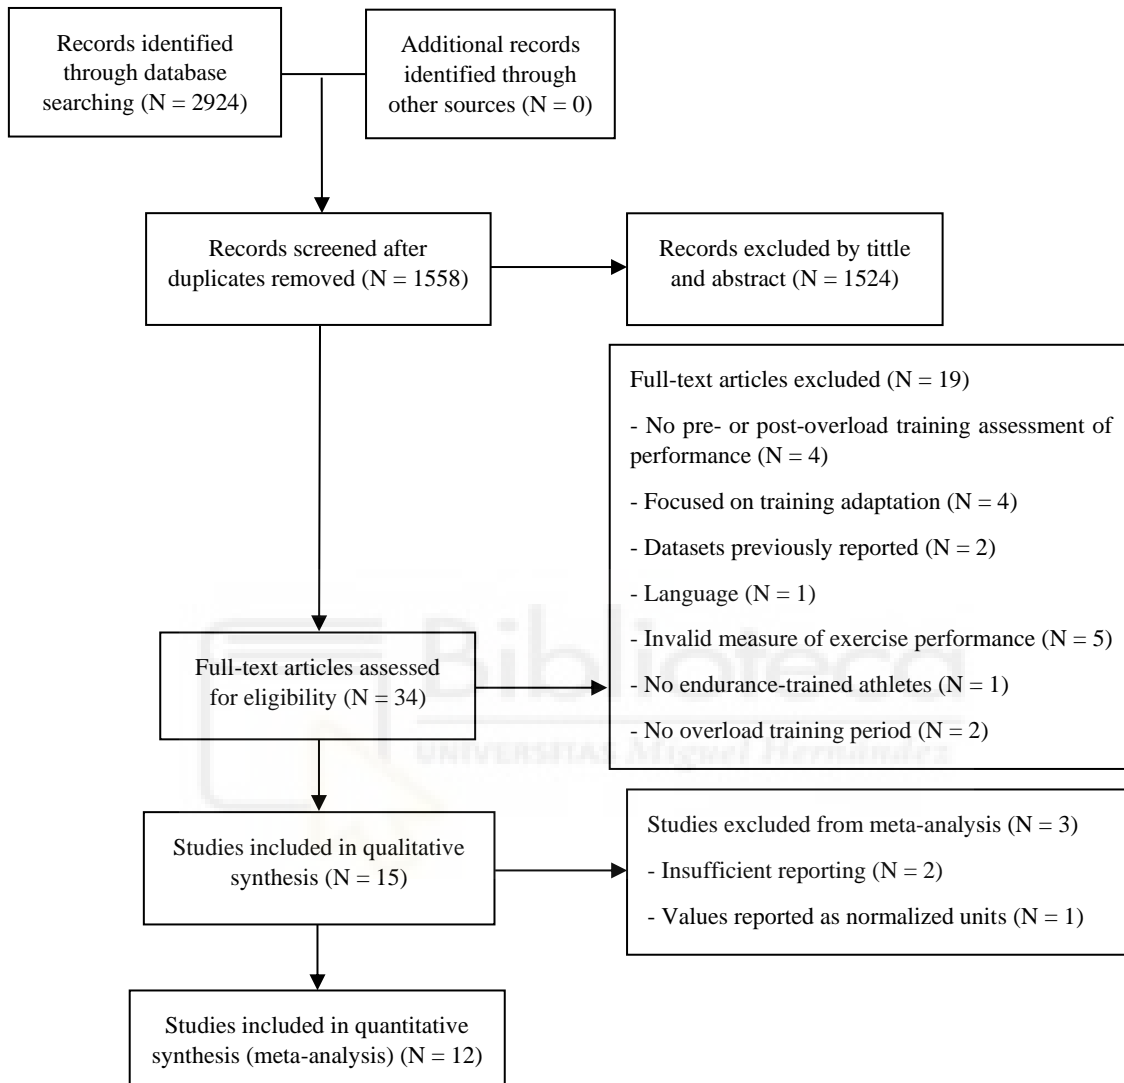 Records identified
through database
searching (N = 2924)
Additional records
identified through
other sources (N = 0)
Records screened after
duplicates removed (N = 1558)
Records excluded by tittle
and abstract (N = 1524)
Full-text articles excluded (N = 19)
- No pre- or post-overload training assessment of
performance (N = 4)
- Focused on training adaptation (N = 4)
- Datasets previously reported (N = 2)
- Language (N = 1)
- Invalid measure of exercise performance (N = 5)
- No endurance-trained athletes (N = 1)
- No overload training period (N = 2)
Full-text articles assessed
for eligibility (N = 34)
Biblioteca
UNIVERSITAS Miguel Hernández
Studies included in qualitative
synthesis (N = 15)
Studies excluded from meta-analysis (N = 3)
- Insufficient reporting (N = 2)
- Values reported as normalized units (N = 1)
Studies included in quantitative
synthesis (meta-analysis) (N = 12)